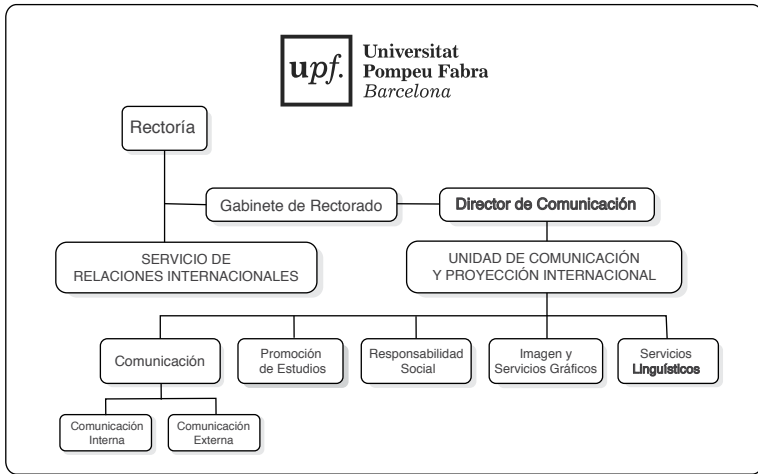 upf.
Universitat
Pompeu Fabra
Barcelona
Rectoría
Gabinete de Rectorado
Director de Comunicación
SERVICIO DE
RELACIONES INTERNACIONALES
UNIDAD DE COMUNICACIÓN
Y PROYECCIÓN INTERNACIONAL
Comunicación
Promoción
de Estudios
Responsabilidad
Social
Imagen y
Servicios Gráficos
Servicios
Linguísticos
Comunicación
Interna
Comunicación
Externa